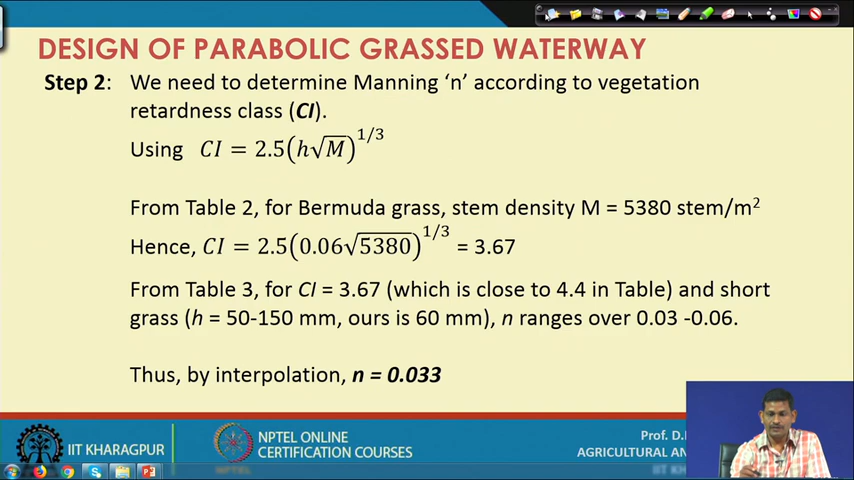 DESIGN OF PARABOLIC GRASSED WATERWAY
Step 2: We need to determine Manning 'n' according to vegetation
retardness class (CI).
Using CI = 2.5(h√M)^1/3
From Table 2, for Bermuda grass, stem density M = 5380 stem/m²
Hence, CI = 2.5(0.06√5380)^1/3 = 3.67
From Table 3, for CI = 3.67 (which is close to 4.4 in Table) and short
grass (h = 50-150 mm, ours is 60 mm), n ranges over 0.03 -0.06.
Thus, by interpolation, n = 0.033
IIT KHARAGPUR
NPTEL
NPTEL ONLINE
CERTIFICATION COURSES
Prof. D.
AGRICULTURAL AN
IIT K